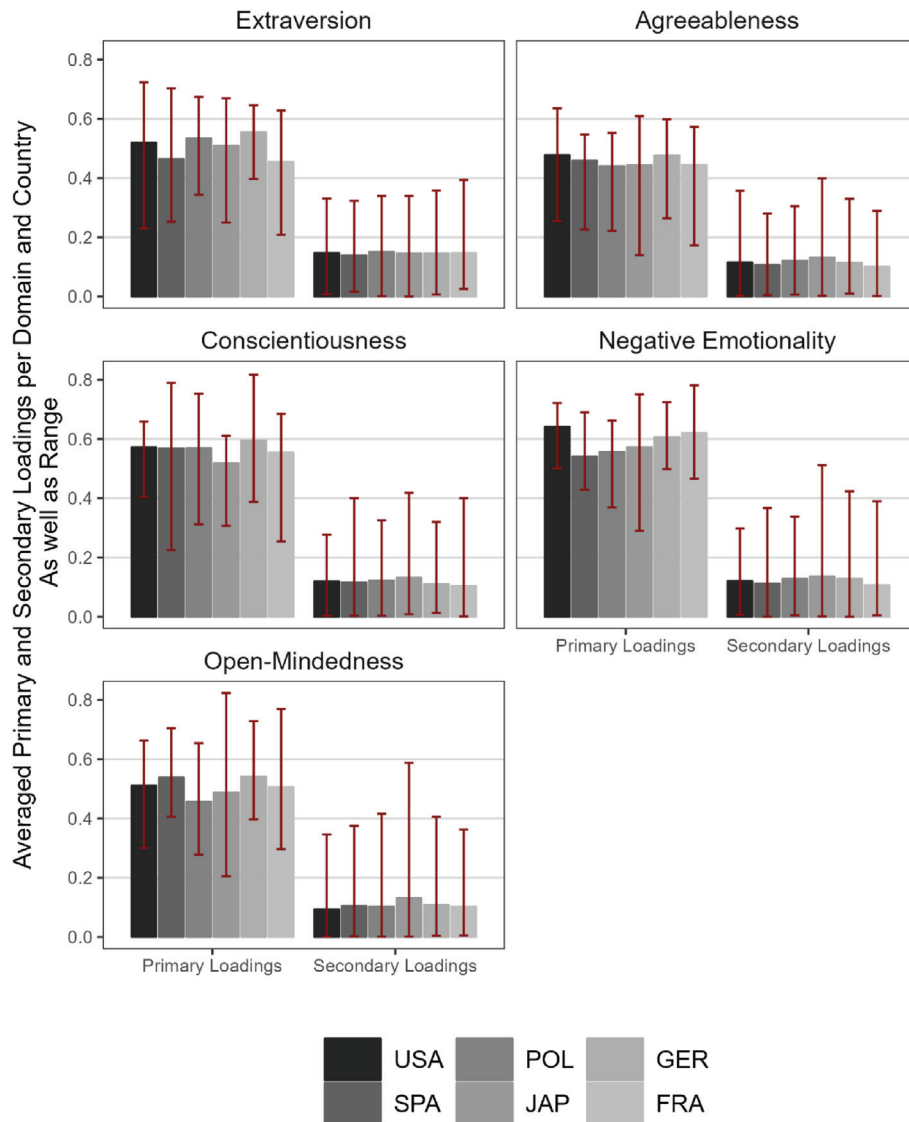 Extraversion
Agreeableness
0.8
0.6
0.4
0.2
0.0
Conscientiousness
Negative Emotionality
0.8
0.6
0.4
0.2
0.0
Primary Loadings
Secondary Loadings
Open-Mindedness
0.8
0.6
0.4
0.2
0.0
Primary Loadings
Secondary Loadings
Averaged Primary and Secondary Loadings per Domain and Country
As well as Range
USA
POL
GER
SPA
JAP
FRA